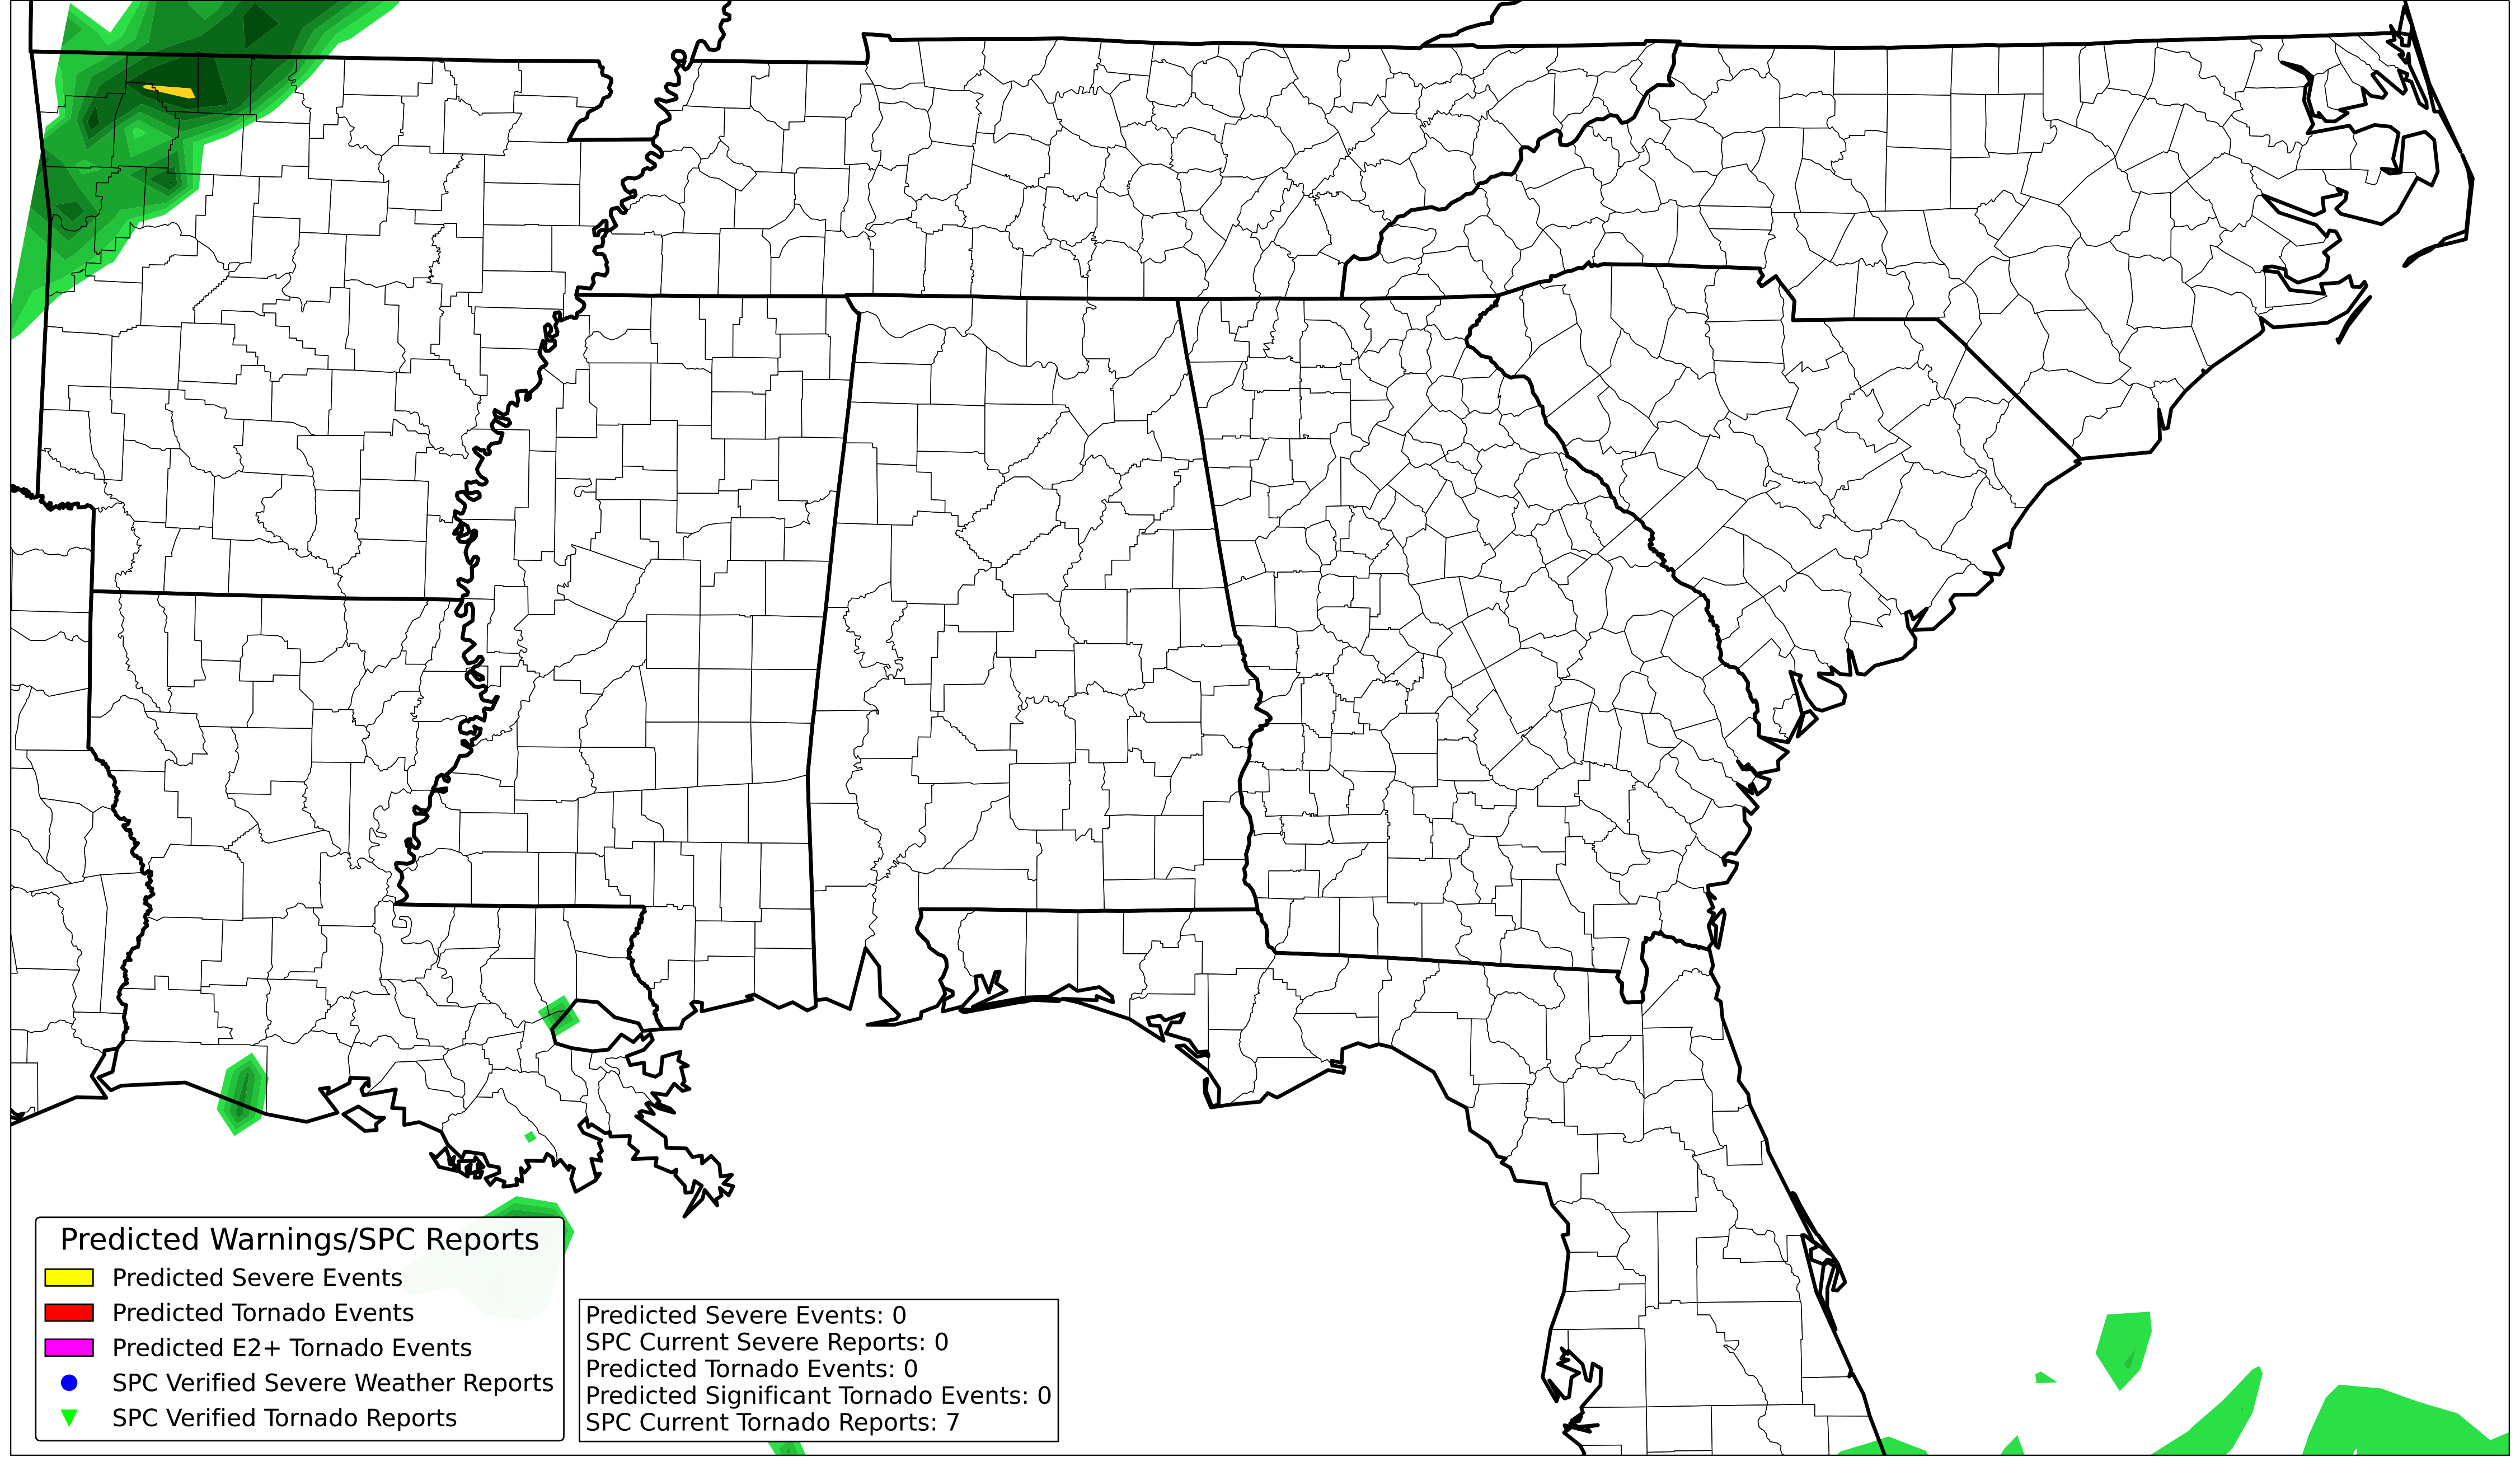 Predicted Warnings/SPC Reports
Predicted Severe Events
Predicted Tornado Events
Predicted E2+ Tornado Events
SPC Verified Severe Weather Reports
SPC Verified Tornado Reports
Predicted Severe Events: 0
SPC Current Severe Reports: 0
Predicted Tornado Events: 0
Predicted Significant Tornado Events: 0
SPC Current Tornado Reports: 7